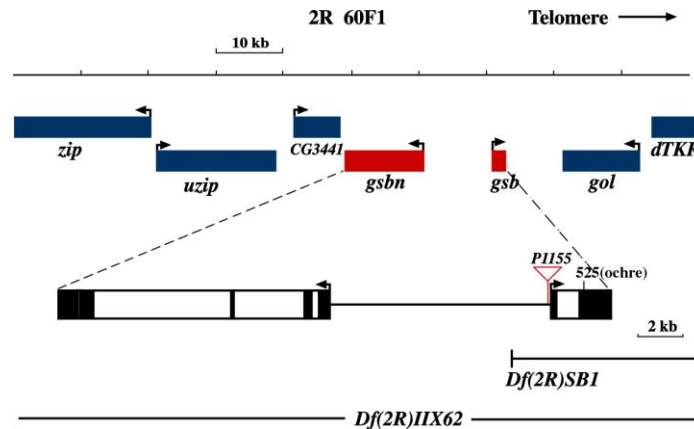 2R 60F1 Telomere
10 kb
zip uzip CG3441 gsbn gsb gol dTKR
P1155
525(ochre)
2 kb
Df(2R)SB1
Df(2R)IIX62